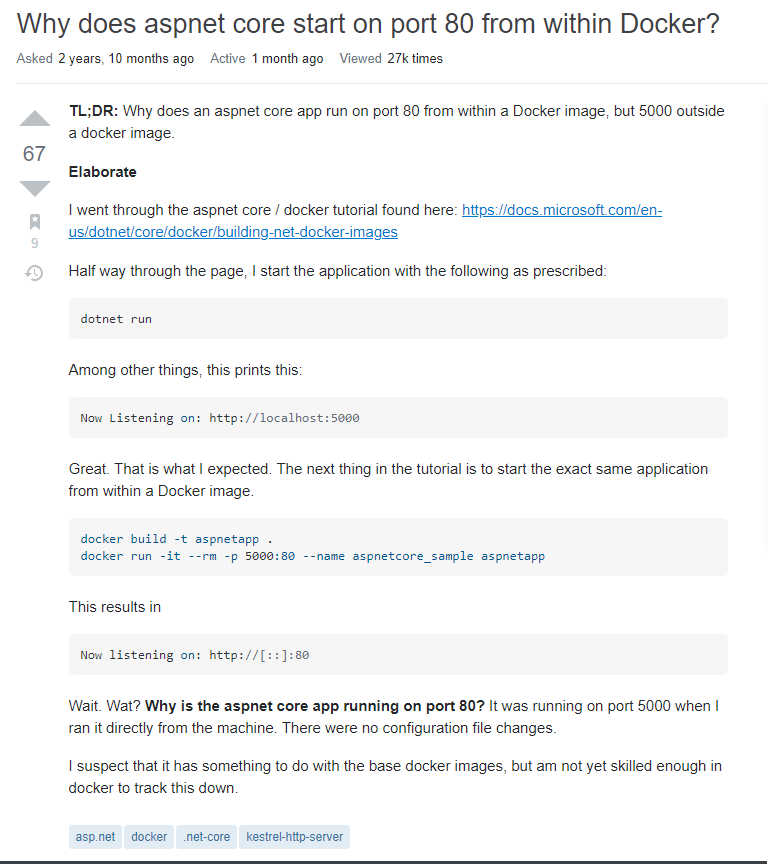 Why does aspnet core start on port 80 from within Docker?
Asked 2 years, 10 months ago Active 1 month ago Viewed 27k times
TL;DR: Why does an aspnet core app run on port 80 from within a Docker image, but 5000 outside
a docker image.
67
Elaborate
I went through the aspnet core / docker tutorial found here: https://docs.microsoft.com/en-
us/dotnet/core/docker/building-net-docker-images
9
Half way through the page, I start the application with the following as prescribed:
dotnet run
Among other things, this prints this:
Now Listening on: http://localhost:5000
Great. That is what I expected. The next thing in the tutorial is to start the exact same application
from within a Docker image.
docker build -t aspnetapp .
docker run -it --rm -p 5000:80 --name aspnetcore_sample aspnetapp
This results in
Now listening on: http://[::]:80
Wait. Wat? Why is the aspnet core app running on port 80? It was running on port 5000 when I
ran it directly from the machine. There were no configuration file changes.
I suspect that it has something to do with the base docker images, but am not yet skilled enough in
docker to track this down.
asp.net docker .net-core kestrel-http-server